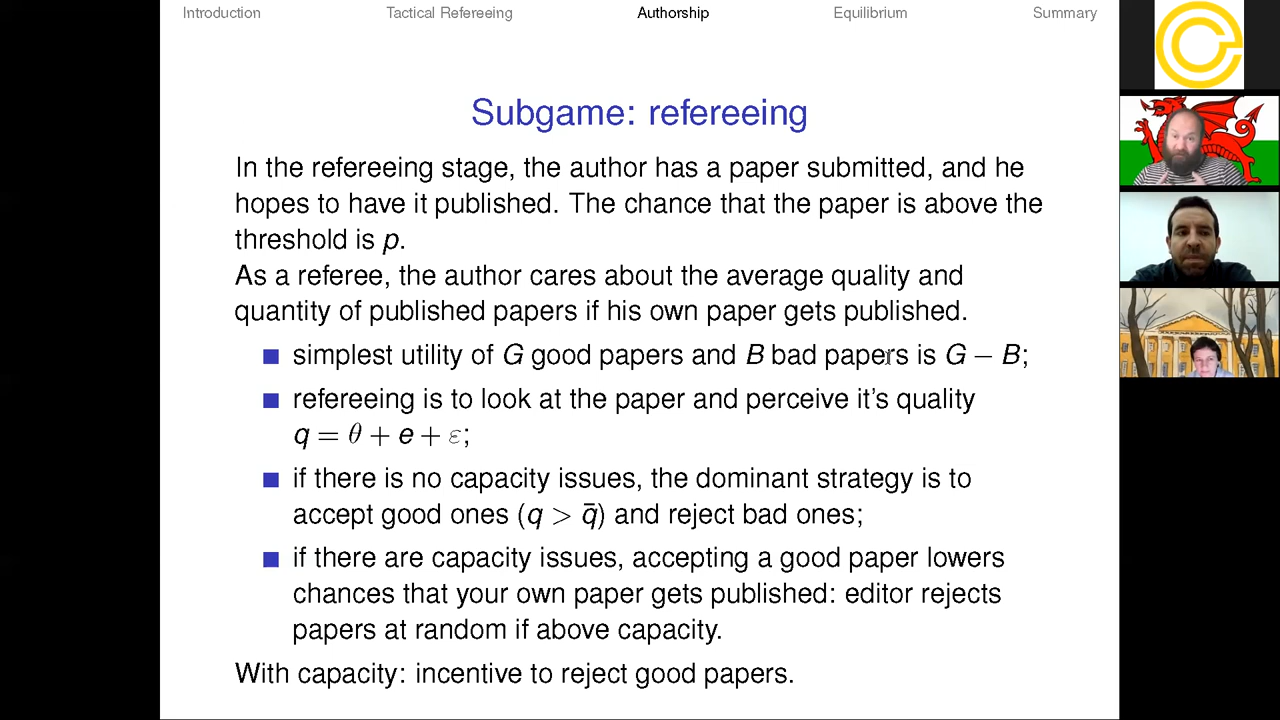 Introduction Tactical Refereeing Authorship Equilibrium Summary
Subgame: refereeing
In the refereeing stage, the author has a paper submitted, and he
hopes to have it published. The chance that the paper is above the
threshold is p.
As a referee, the author cares about the average quality and
quantity of published papers if his own paper gets published.
simplest utility of G good papers and B bad papers is G − B;
refereeing is to look at the paper and perceive it's quality
q = θ + e + ε;
if there is no capacity issues, the dominant strategy is to
accept good ones (q > q̄) and reject bad ones;
if there are capacity issues, accepting a good paper lowers
chances that your own paper gets published: editor rejects
papers at random if above capacity.
With capacity: incentive to reject good papers.